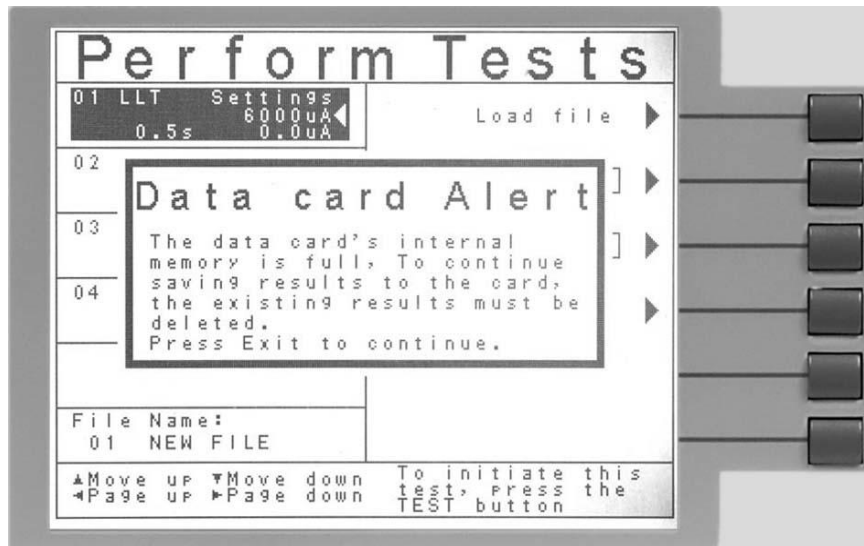 Perform Tests
01 LLT Settings
6000uA
0.5s 0.0uA
Load file
02
]
03
]
04
Data card Alert
The data card's internal
memory is full, To continue
saving results to the card,
the existing results must be
deleted.
Press Exit to continue.
File Name:
01 NEW FILE
▲Move up ▼Move down
◄Page up ►Page down
To initiate this
test, press the
TEST button